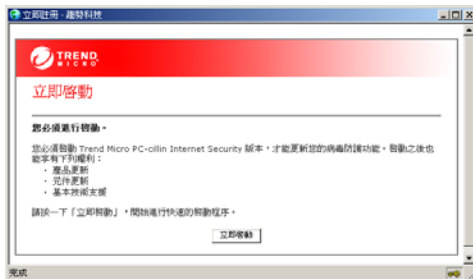 立即註冊 - 趨勢科技
TREND
MICRO
立即啟動
您必須進行啟動。
您必須啟動 Trend Micro PC-cillin Internet Security 版本，才能更新您的病毒防護功能。啟動之後也
能享有下列權利：
· 產品更新
· 元件更新
· 基本技術支援
請按一下「立即啟動」，開始進行快速的啟動程序。
立即啟動
完成